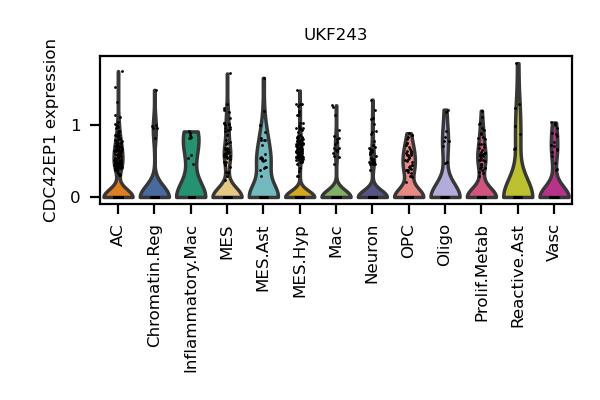 UKF243
CDC42EP1 expression
1
0
AC
Chromatin.Reg
Inflammatory.Mac
MES
MES.Ast
MES.Hyp
Mac
Neuron
OPC
Oligo
Prolif.Metab
Reactive.Ast
Vasc